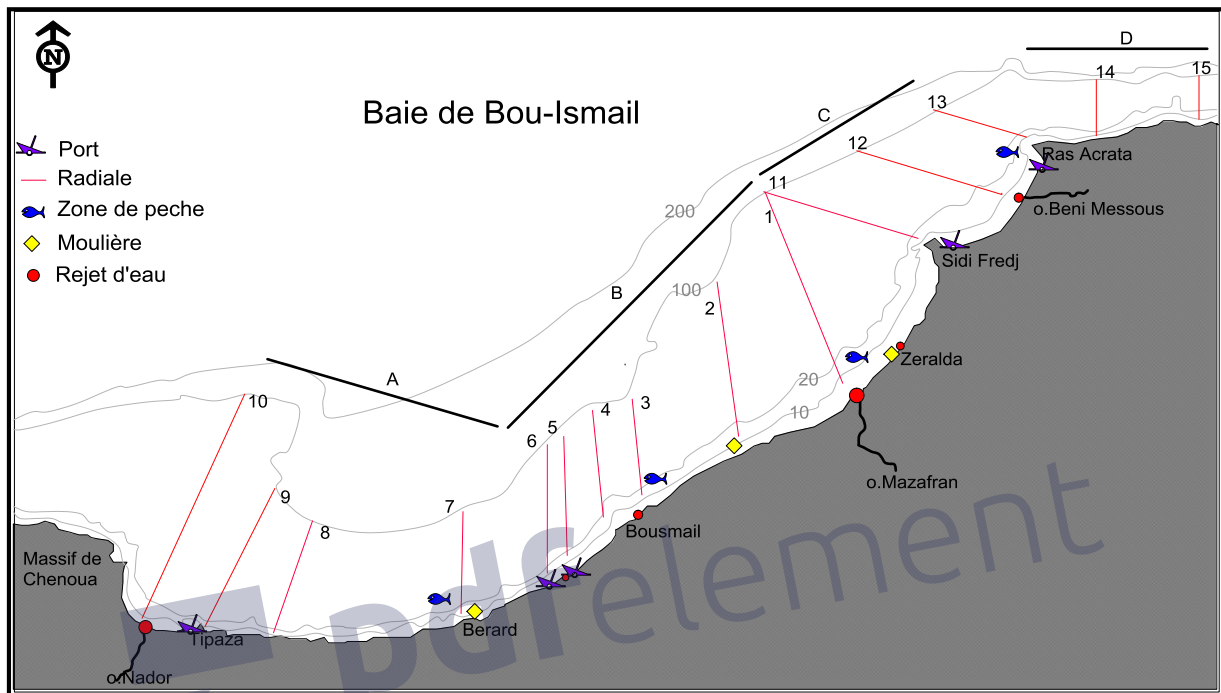 N
D
15
14
13
C
Baie de Bou-Ismail
12
Port
Ras Acrata
Radiale
11
Zone de peche
200
1
o.Beni Messous
Moulière
Sidi Fredj
Rejet d'eau
B
100
2
Zeralda
A
20
10
10
4
3
5
6
o.Mazafran
9
7
8
Bousmail
Massif de
Chenoua
Berard
Tipaza
o.Nador
pdfelement